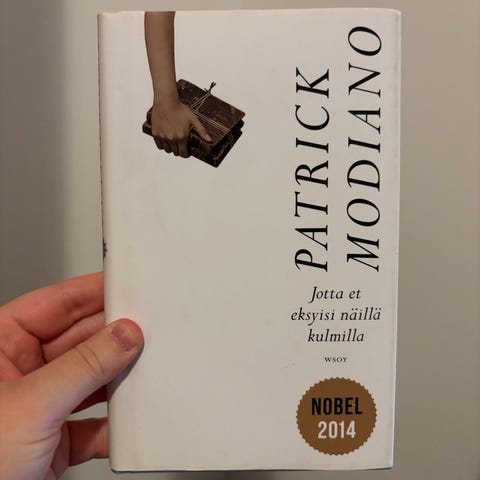 PATRICK
MODIANO
Jotta et
eksyisi näillä
kulmilla
WSOY
NOBEL
2014